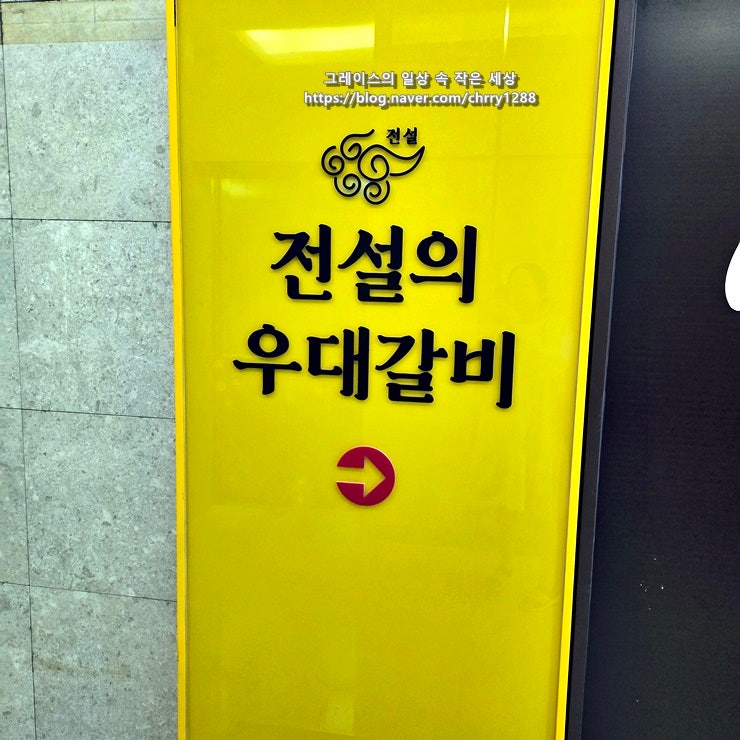 그레이스의 일상 속 작은 세상
https://blog.naver.com/chrry1288
전설
전설의
우대갈비